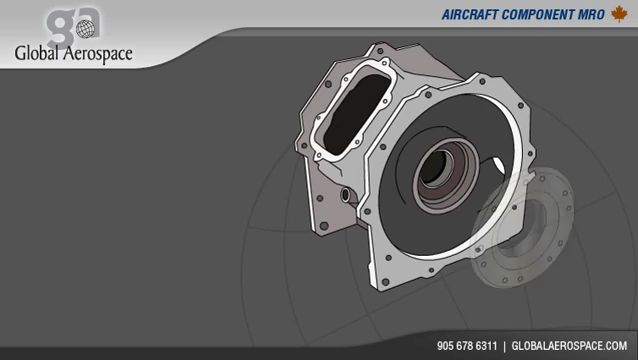 ga
Global Aerospace
AIRCRAFT COMPONENT MRO
905 678 6311 | GLOBALAEROSPACE.COM